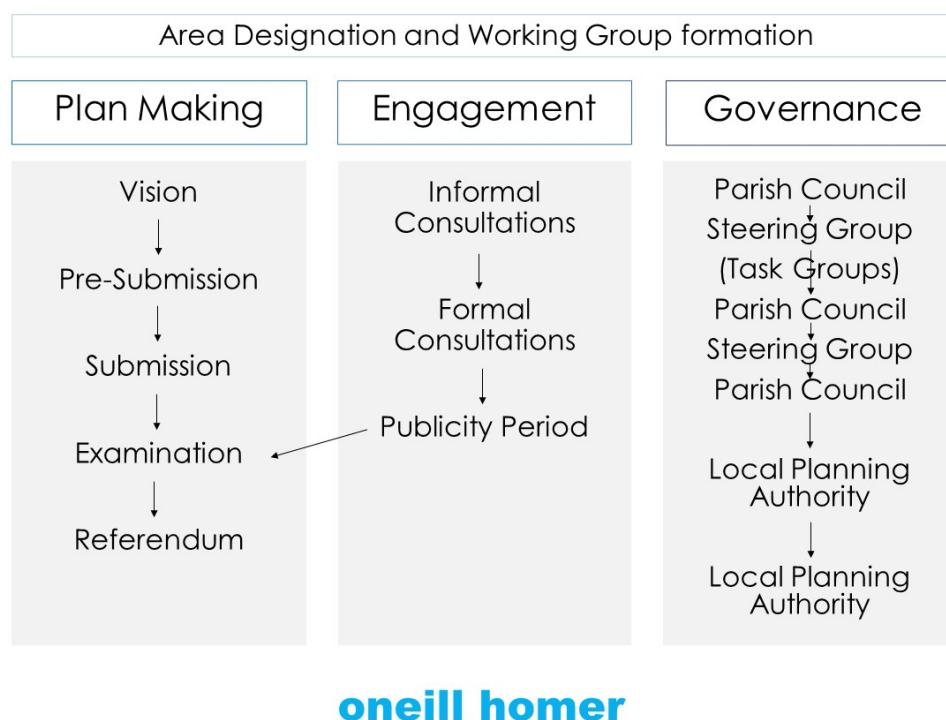 Area Designation and Working Group formation
Plan Making
Engagement
Governance
Vision
Pre-Submission
Submission
Examination
Referendum
Informal
Consultations
Formal
Consultations
Publicity Period
Parish Council
Steering Group
(Task Groups)
Parish Council
Steering Group
Parish Council
Local Planning
Authority
Local Planning
Authority
oneill homer